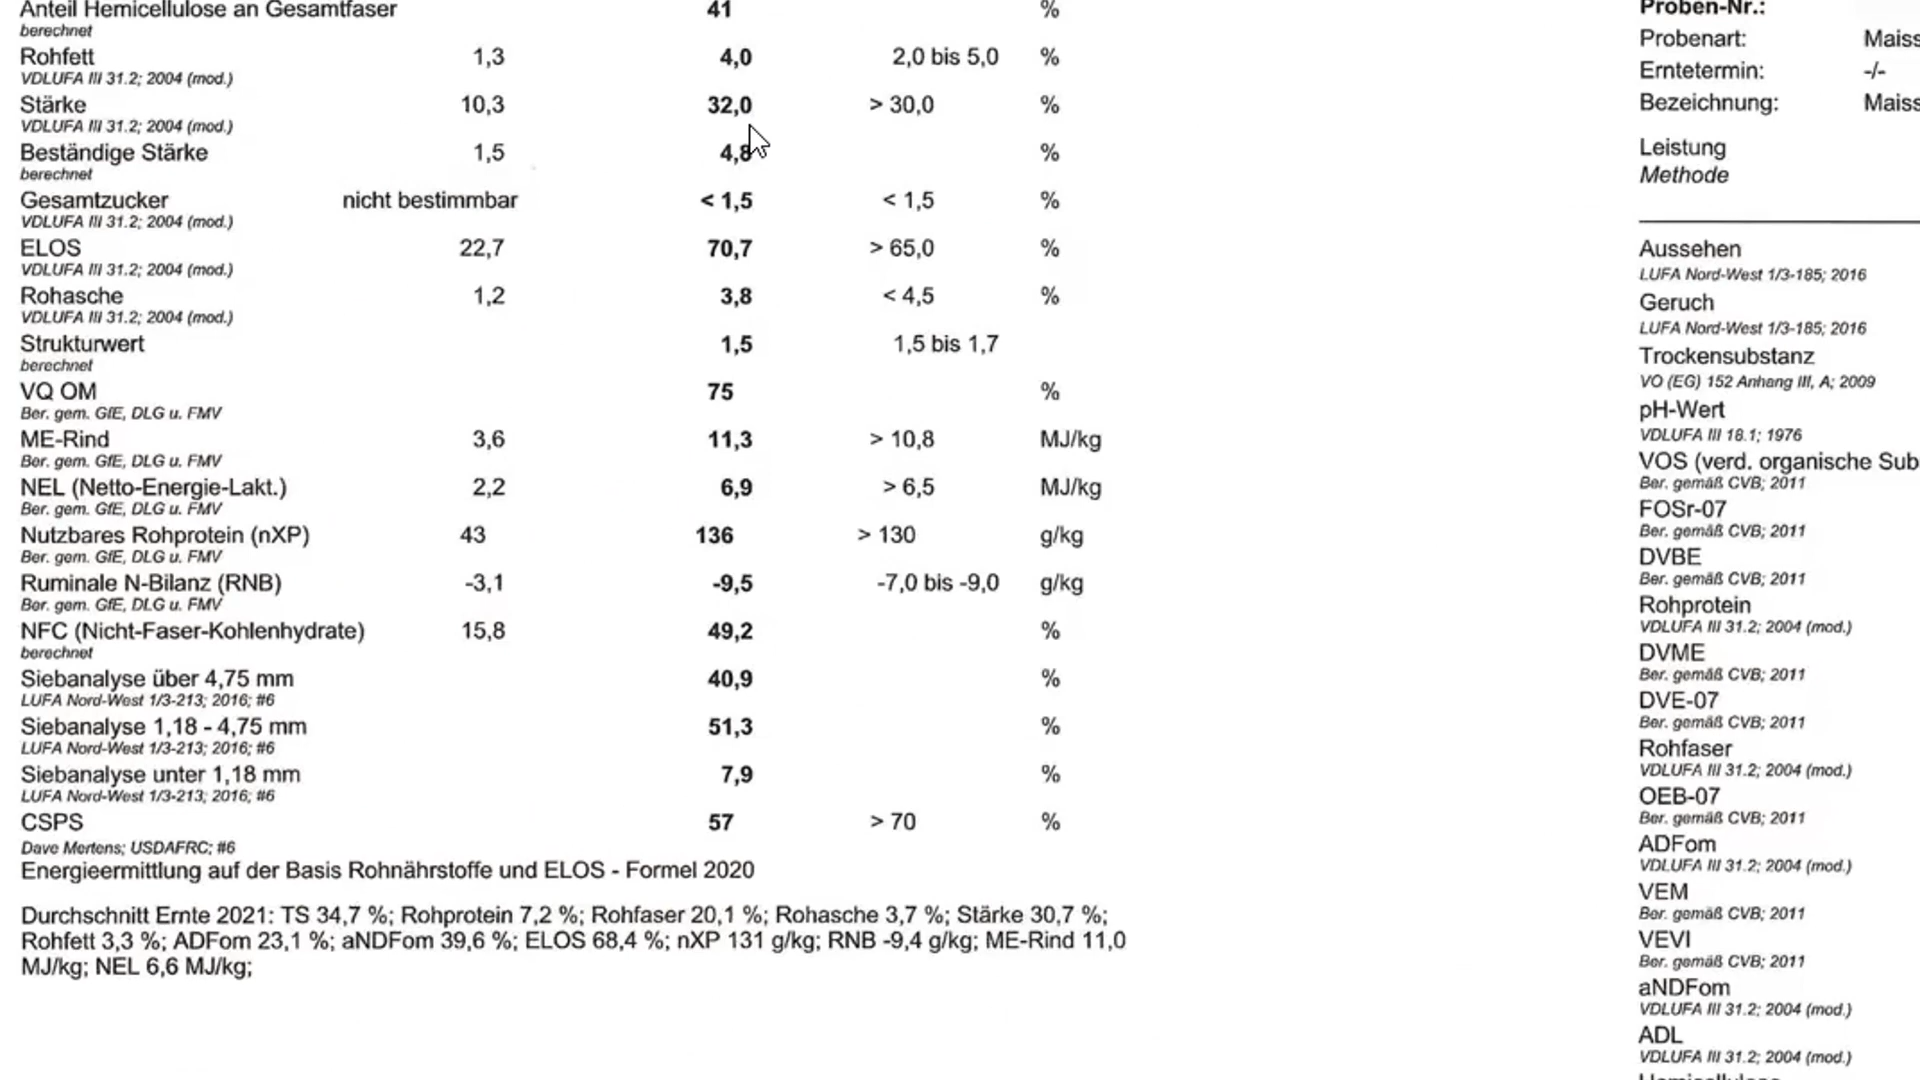 Anteil Hemicellulose an Gesamtfaser 41 %
berechnet
Rohfett 1,3 4,0 2,0 bis 5,0 %
VDLUFA III 31.2; 2004 (mod.)
Stärke 10,3 32,0 > 30,0 %
VDLUFA III 31.2; 2004 (mod.)
Beständige Stärke 1,5 4,8 %
berechnet
Gesamtzucker nicht bestimmbar < 1,5 < 1,5 %
VDLUFA III 31.2; 2004 (mod.)
ELOS 22,7 70,7 > 65,0 %
VDLUFA III 31.2; 2004 (mod.)
Rohasche 1,2 3,8 < 4,5 %
VDLUFA III 31.2; 2004 (mod.)
Strukturwert 1,5 1,5 bis 1,7
berechnet
VQ OM 75 %
Ber. gem. GfE, DLG u. FMV
ME-Rind 3,6 11,3 > 10,8 MJ/kg
Ber. gem. GfE, DLG u. FMV
NEL (Netto-Energie-Lakt.) 2,2 6,9 > 6,5 MJ/kg
Ber. gem. GfE, DLG u. FMV
Nutzbares Rohprotein (nXP) 43 136 > 130 g/kg
Ber. gem. GfE, DLG u. FMV
Ruminale N-Bilanz (RNB) -3,1 -9,5 -7,0 bis -9,0 g/kg
Ber. gem. GfE, DLG u. FMV
NFC (Nicht-Faser-Kohlenhydrate) 15,8 49,2 %
berechnet
Siebanalyse über 4,75 mm 40,9 %
LUFA Nord-West 1/3-213; 2016; #6
Siebanalyse 1,18 - 4,75 mm 51,3 %
LUFA Nord-West 1/3-213; 2016; #6
Siebanalyse unter 1,18 mm 7,9 %
LUFA Nord-West 1/3-213; 2016; #6
CSPS 57 > 70 %
Dave Mertens; USDAFRC; #6
Energieermittlung auf der Basis Rohnährstoffe und ELOS - Formel 2020
Durchschnitt Ernte 2021: TS 34,7 %; Rohprotein 7,2 %; Rohfaser 20,1 %; Rohasche 3,7 %; Stärke 30,7 %;
Rohfett 3,3 %; ADFom 23,1 %; aNDFom 39,6 %; ELOS 68,4 %; nXP 131 g/kg; RNB -9,4 g/kg; ME-Rind 11,0
MJ/kg; NEL 6,6 MJ/kg;
Proben-Nr.:
Probenart: Maiss
Erntetermin: -/-
Bezeichnung: Maiss
Leistung
Methode
Aussehen
LUFA Nord-West 1/3-185; 2016
Geruch
LUFA Nord-West 1/3-185; 2016
Trockensubstanz
VO (EG) 152 Anhang III, A; 2009
pH-Wert
VDLUFA III 18.1; 1976
VOS (verd. organische Sub
Ber. gemäß CVB; 2011
FOSr-07
Ber. gemäß CVB; 2011
DVBE
Ber. gemäß CVB; 2011
Rohprotein
VDLUFA III 31.2; 2004 (mod.)
DVME
Ber. gemäß CVB; 2011
DVE-07
Ber. gemäß CVB; 2011
Rohfaser
VDLUFA III 31.2; 2004 (mod.)
OEB-07
Ber. gemäß CVB; 2011
ADFom
VDLUFA III 31.2; 2004 (mod.)
VEM
Ber. gemäß CVB; 2011
VEVI
Ber. gemäß CVB; 2011
aNDFom
VDLUFA III 31.2; 2004 (mod.)
ADL
VDLUFA III 31.2; 2004 (mod.)